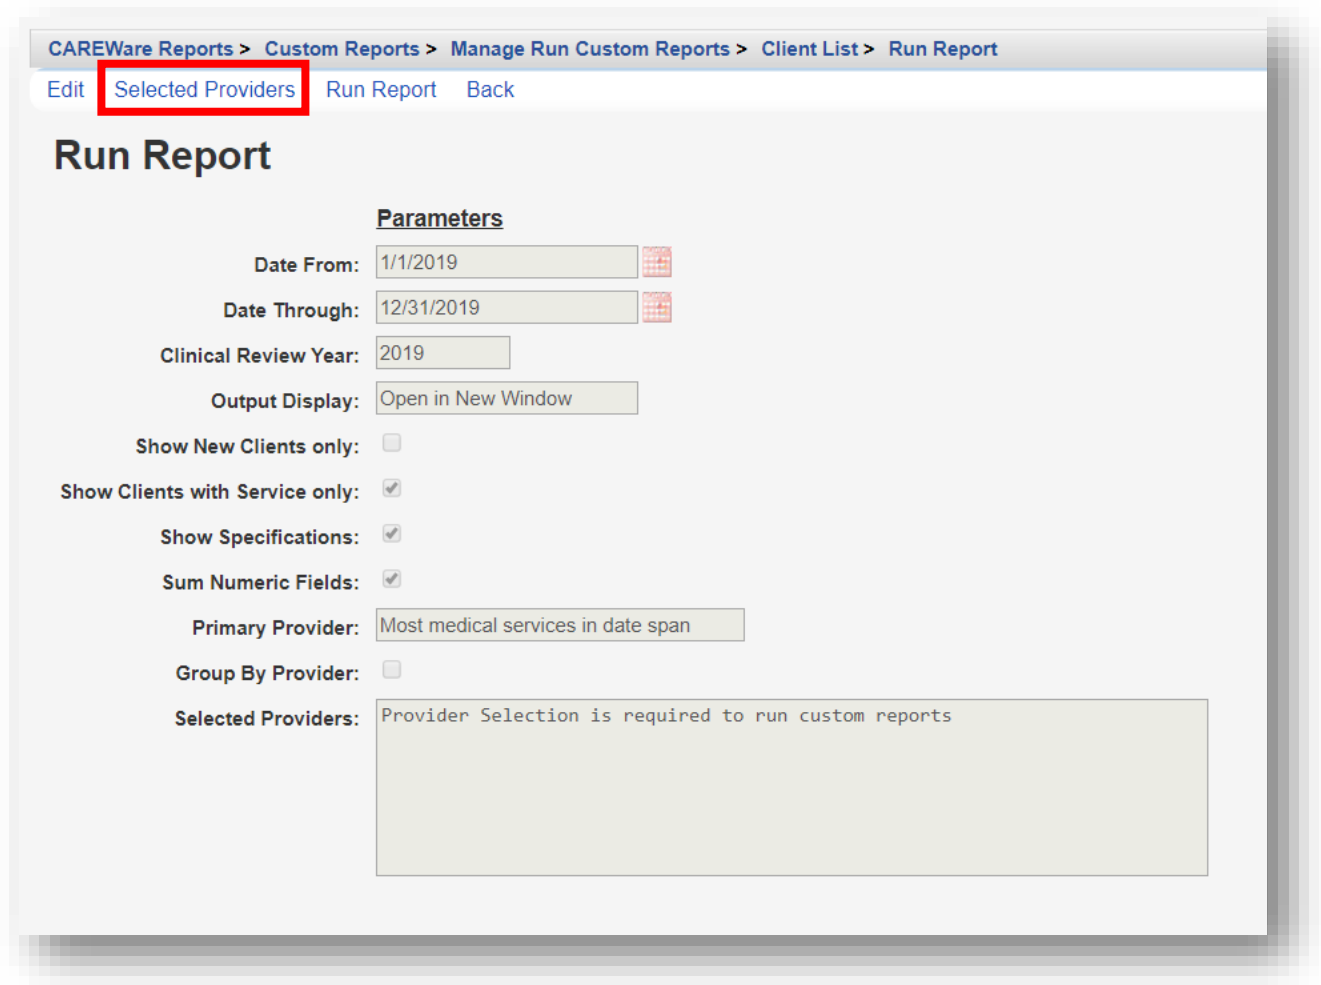 CAREWare Reports > Custom Reports > Manage Run Custom Reports > Client List > Run Report
Edit Selected Providers Run Report Back
Run Report
Parameters
Date From: 1/1/2019
Date Through: 12/31/2019
Clinical Review Year: 2019
Output Display: Open in New Window
Show New Clients only:
Show Clients with Service only:
Show Specifications:
Sum Numeric Fields:
Primary Provider: Most medical services in date span
Group By Provider:
Selected Providers: Provider Selection is required to run custom reports